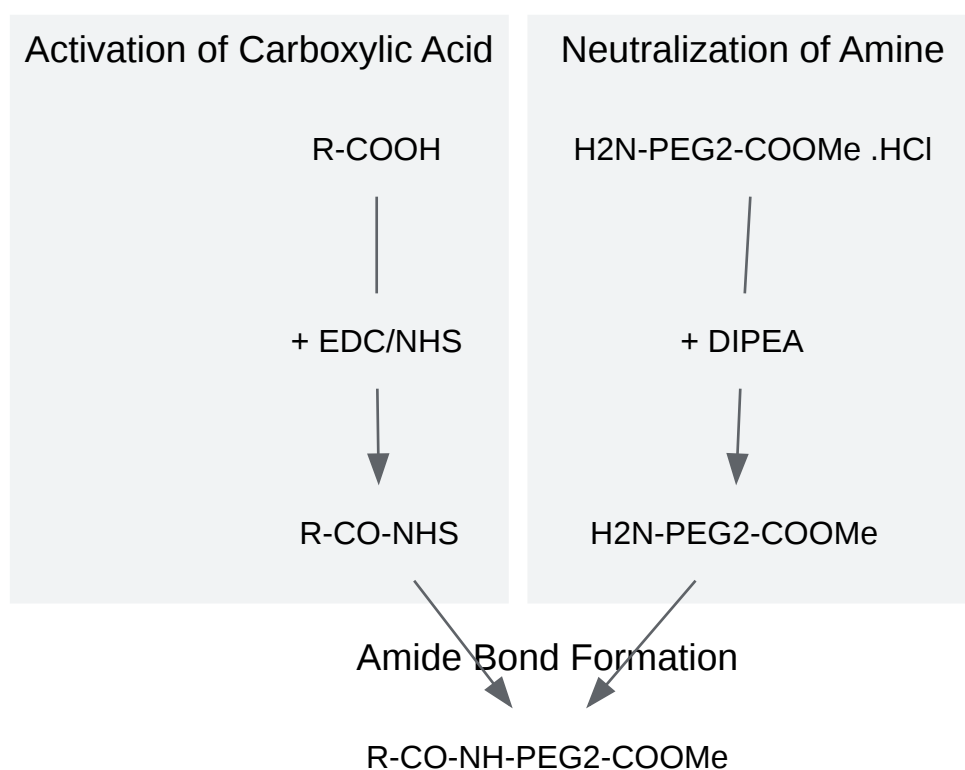 Activation of Carboxylic Acid
R-COOH
+ EDC/NHS
R-CO-NHS
Neutralization of Amine
H2N-PEG2-COOMe .HCl
+ DIPEA
H2N-PEG2-COOMe
Amide Bond Formation
R-CO-NH-PEG2-COOMe